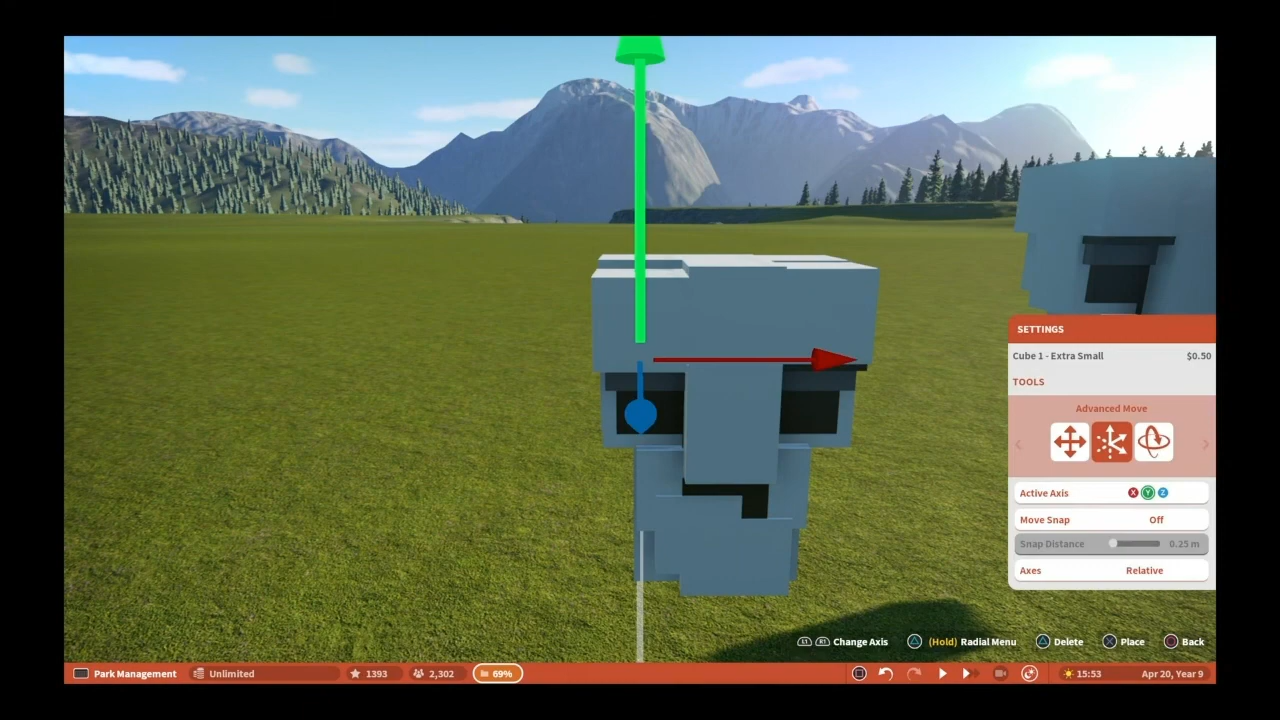 SETTINGS
Cube 1 - Extra Small $0.50
TOOLS
Advanced Move
Active Axis X Y Z
Move Snap Off
Snap Distance 0.25 m
Axes Relative
L1 R1 Change Axis (Hold) Radial Menu Delete Place Back
Park Management Unlimited 1393 2,302 69% 15:53 Apr 20, Year 9